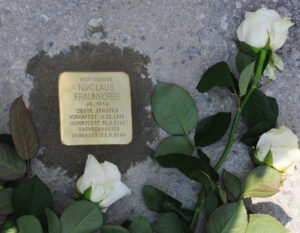 HIER WOHNTE
NIKOLAUS
FRAUNHOFER
JG. 1914
ZEUGE JEHOVAS
VERHAFTET
DEPORTIERT
SACHSENHAUSEN
ERMORDET